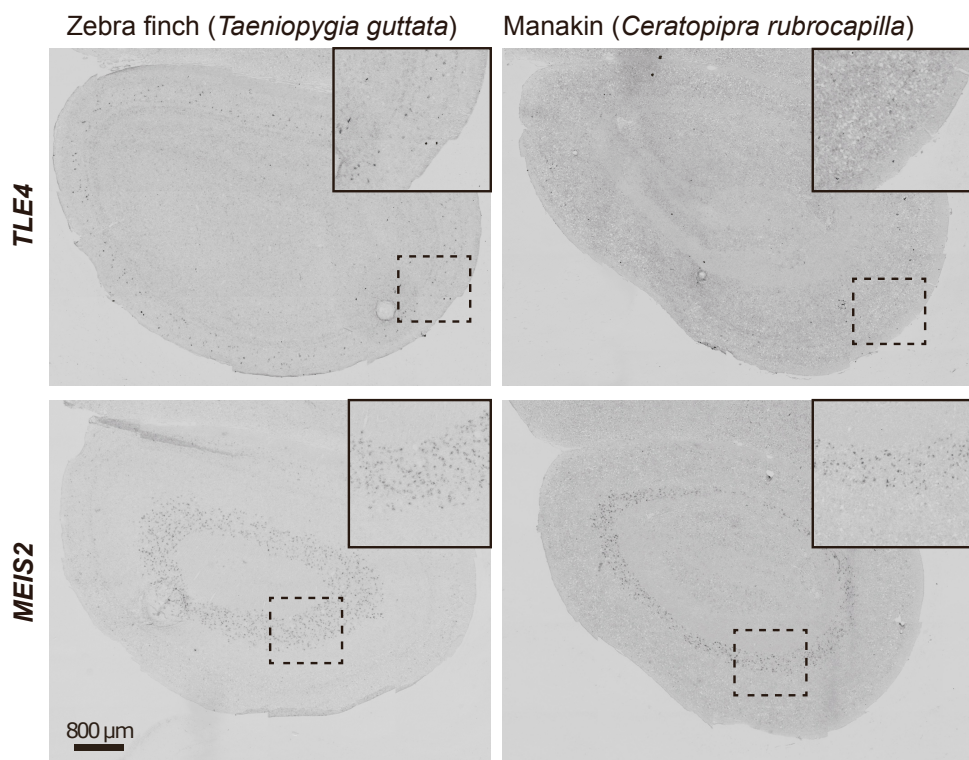 Zebra finch (Taeniopygia guttata)
Manakin (Ceratopipra rubrocapilla)
TLE4
MEIS2
800 µm